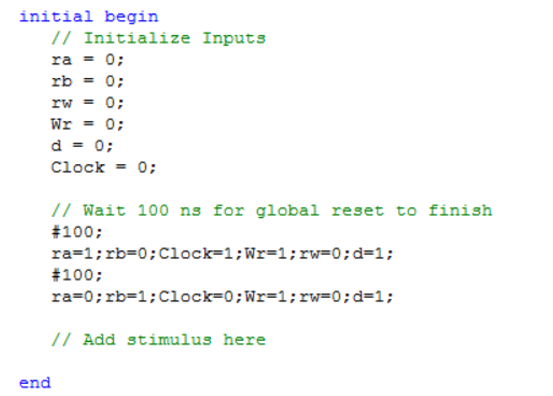 initial begin
// Initialize Inputs
ra = 0;
rb = 0;
rw = 0;
Wr = 0;
d = 0;
Clock = 0;
// Wait 100 ns for global reset to finish
#100;
ra=1;rb=0;Clock=1;Wr=1;rw=0;d=1;
#100;
ra=0;rb=1;Clock=0;Wr=1;rw=0;d=1;
// Add stimulus here
end